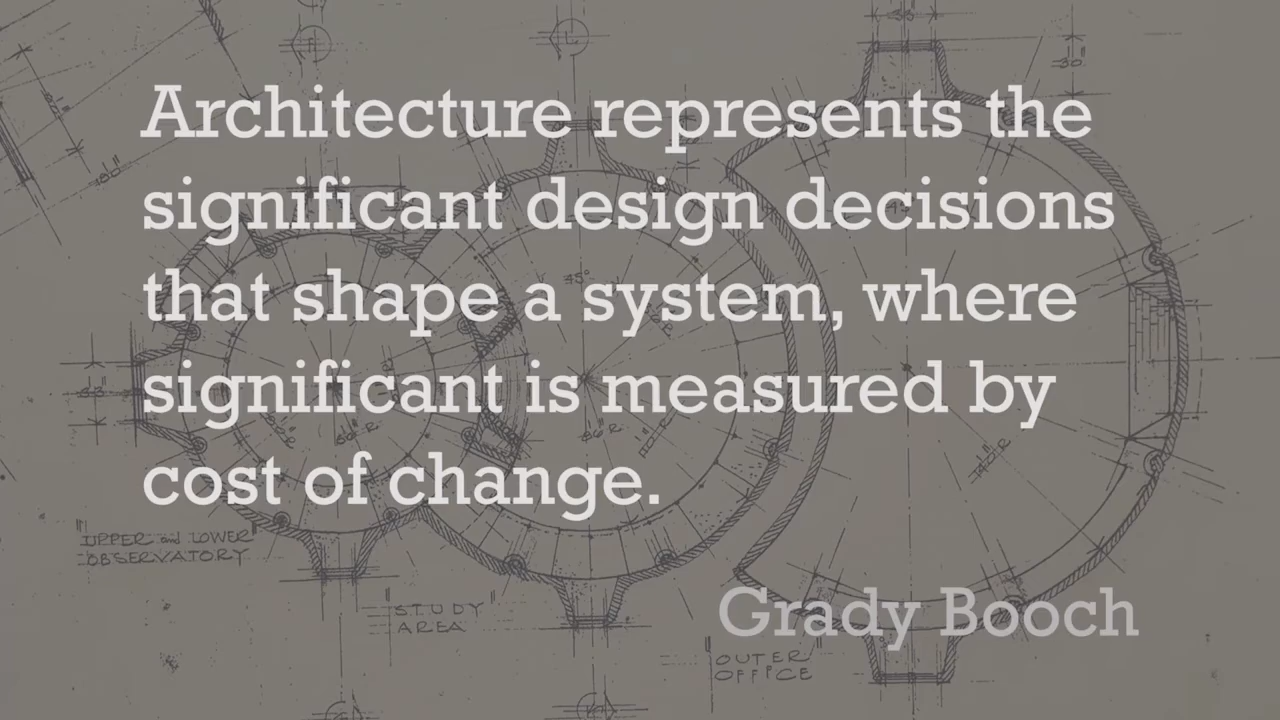 Architecture represents the
significant design decisions
that shape a system, where
significant is measured by
cost of change.
Grady Booch
"UPPER and LOWER"
OBSERVATORY
"STUDY"
AREA
"OUTER"
OFFICE
45°